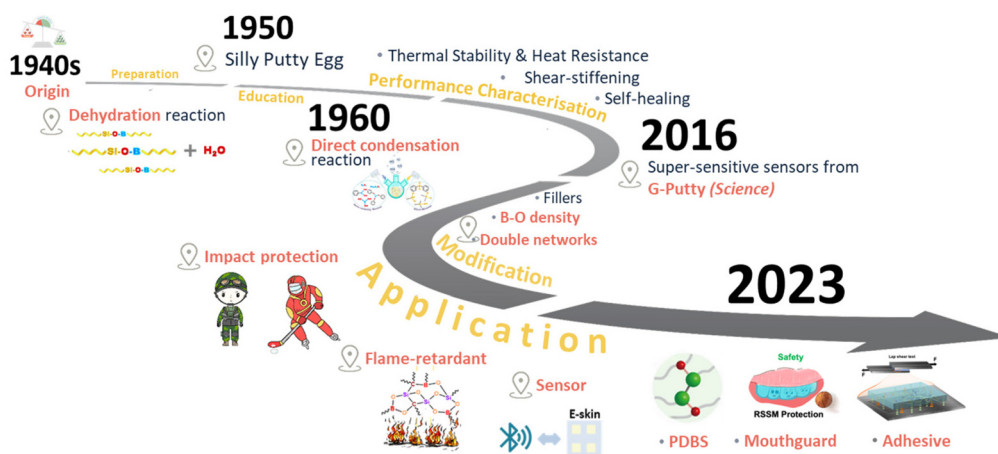 1940s
Origin
Dehydration reaction
Si-O-B
Si-O-B + H₂O
Si-O-B
Preparation
1950
Silly Putty Egg
Education
1960
Direct condensation
reaction
• Thermal Stability & Heat Resistance
• Shear-stiffening
• Self-healing
Performance Characterisation
2016
Super-sensitive sensors from
G-Putty (Science)
• Fillers
• B-O density
• Double networks
Modification
Application
Impact protection
Flame-retardant
Sensor
E-skin
2023
• PDBS
Safety
RSSM Protection
• Mouthguard
Lap shear test
F
F
• Adhesive